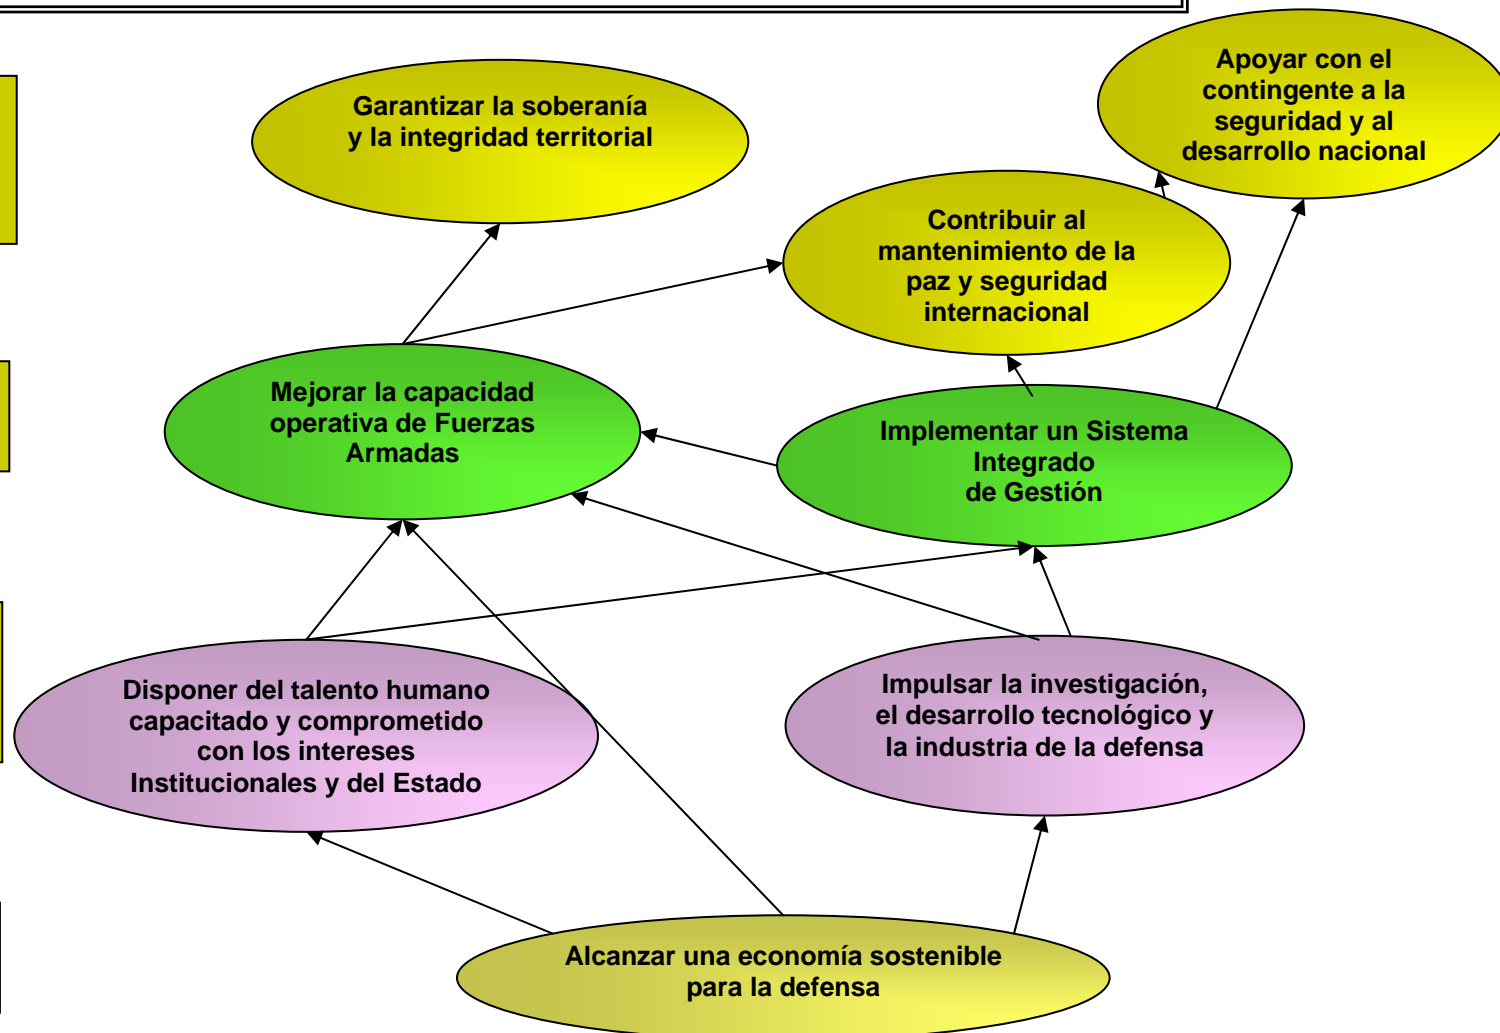 Apoyar con el
contingente a la
seguridad y al
desarrollo nacional
Garantizar la soberanía
y la integridad territorial
Contribuir al
mantenimiento de la
paz y seguridad
internacional
Mejorar la capacidad
operativa de Fuerzas
Armadas
Implementar un Sistema
Integrado
de Gestión
Disponer del talento humano
capacitado y comprometido
con los intereses
Institucionales y del Estado
Impulsar la investigación,
el desarrollo tecnológico y
la industria de la defensa
Alcanzar una economía sostenible
para la defensa